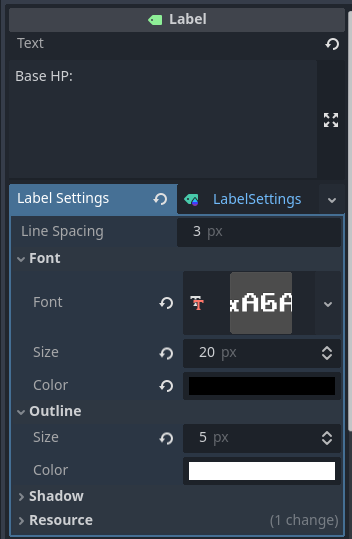 Label
Text
Base HP:
Label Settings LabelSettings
Line Spacing 3 px
Font
Font xAбA
Size 20 px
Color
Outline
Size 5 px
Color
Shadow
Resource (1 change)